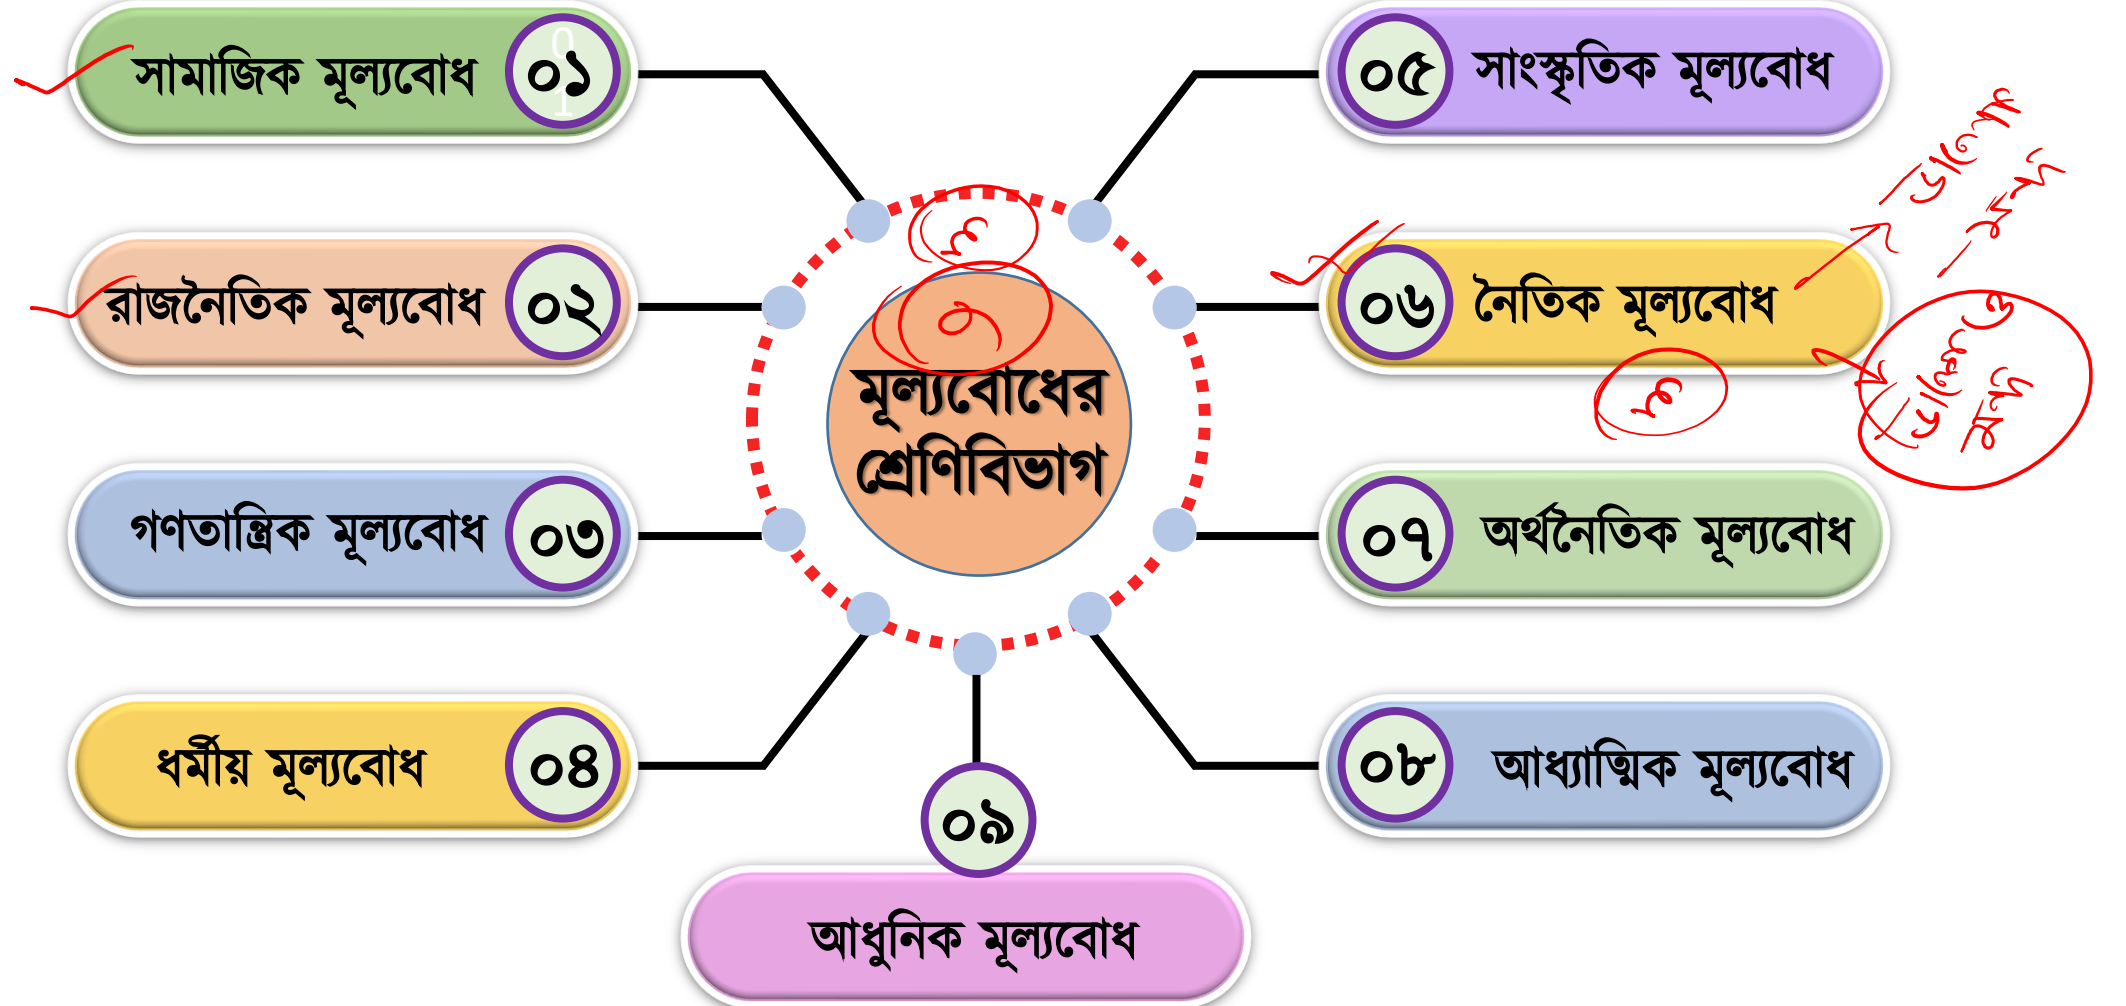 সামাজিক মূল্যবোধ ০১
রাজনৈতিক মূল্যবোধ ০২
গণতান্ত্রিক মূল্যবোধ ০৩
ধর্মীয় মূল্যবোধ ০৪
মূল্যবোধের
শ্রেণিবিভাগ
০৫ সাংস্কৃতিক মূল্যবোধ
০৬ নৈতিক মূল্যবোধ
০৭ অর্থনৈতিক মূল্যবোধ
০৮ আধ্যাত্মিক মূল্যবোধ
০৯
আধুনিক মূল্যবোধ